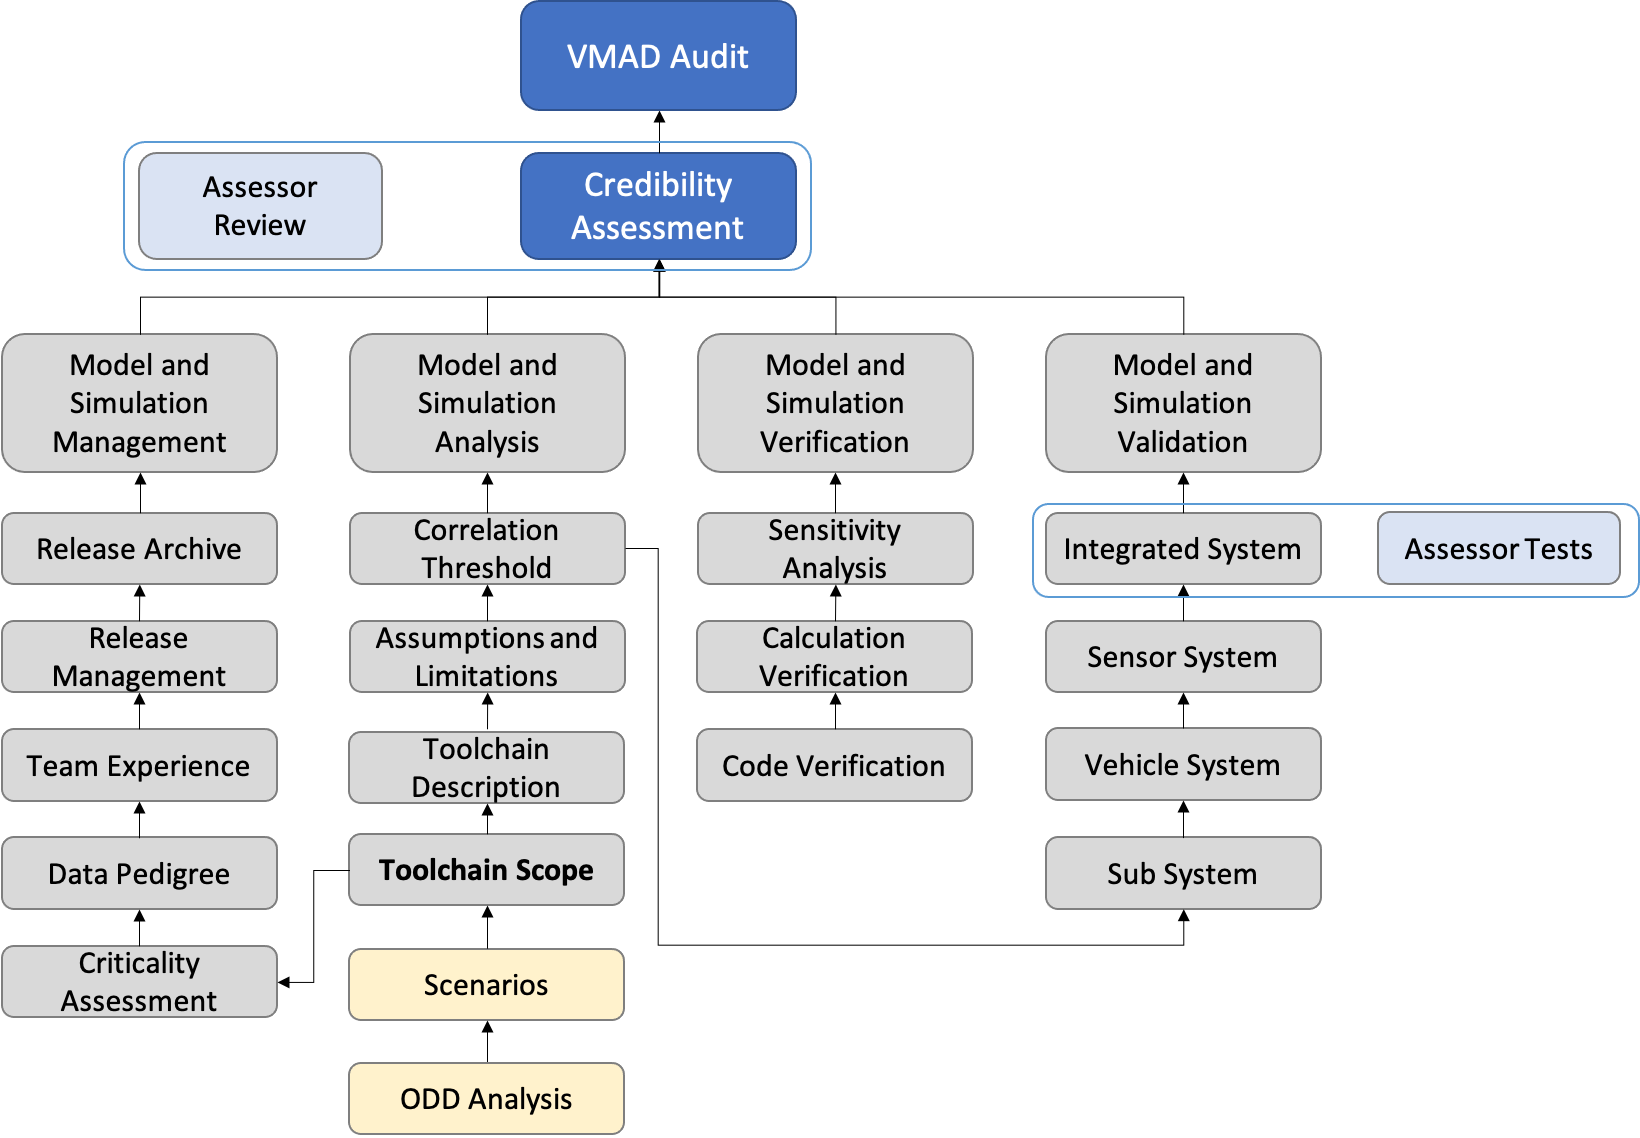 VMAD Audit
Assessor
Review
Credibility
Assessment
Model and
Simulation
Management
Model and
Simulation
Analysis
Model and
Simulation
Verification
Model and
Simulation
Validation
Release Archive
Correlation
Threshold
Sensitivity
Analysis
Integrated System
Assessor Tests
Release
Management
Assumptions and
Limitations
Calculation
Verification
Sensor System
Team Experience
Toolchain
Description
Code Verification
Vehicle System
Data Pedigree
Toolchain Scope
Sub System
Criticality
Assessment
Scenarios
ODD Analysis